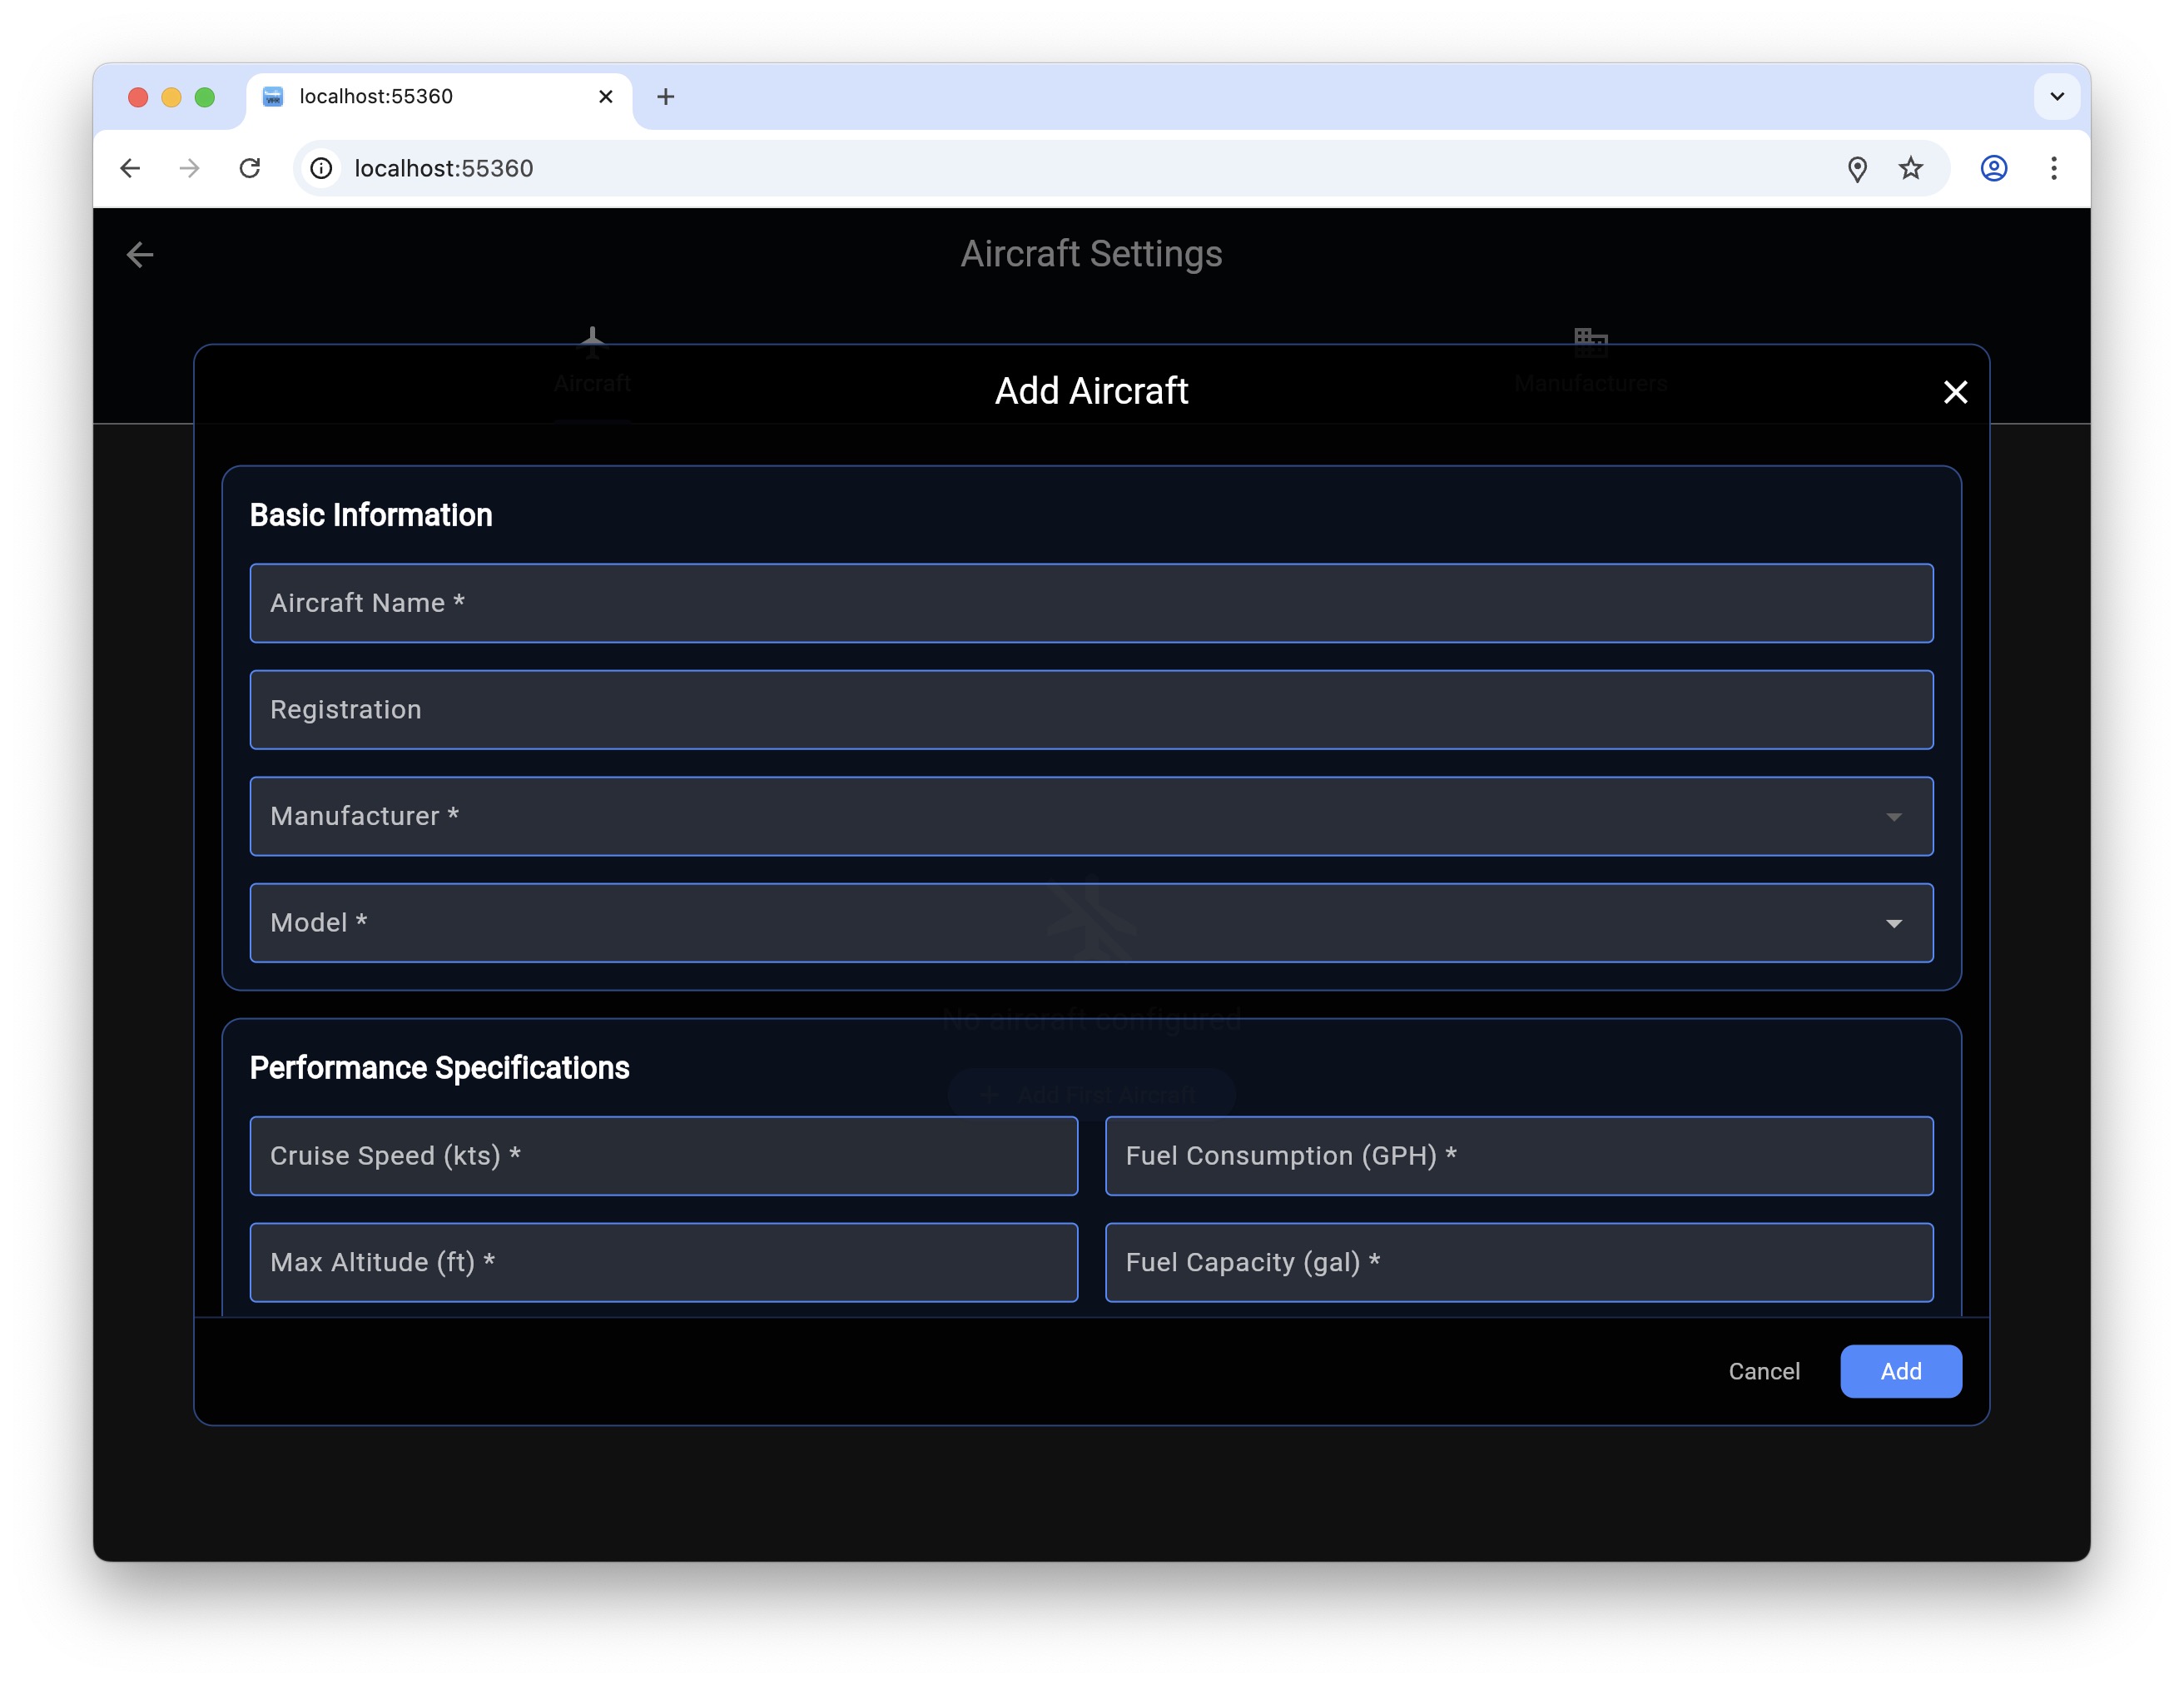 localhost:55360
localhost:55360
Aircraft Settings
Aircraft
Manufacturers
Add Aircraft
Basic Information
Aircraft Name *
Registration
Manufacturer *
Model *
No aircraft configured
Performance Specifications
+ Add First Aircraft
Cruise Speed (kts) *
Fuel Consumption (GPH) *
Max Altitude (ft) *
Fuel Capacity (gal) *
Cancel
Add